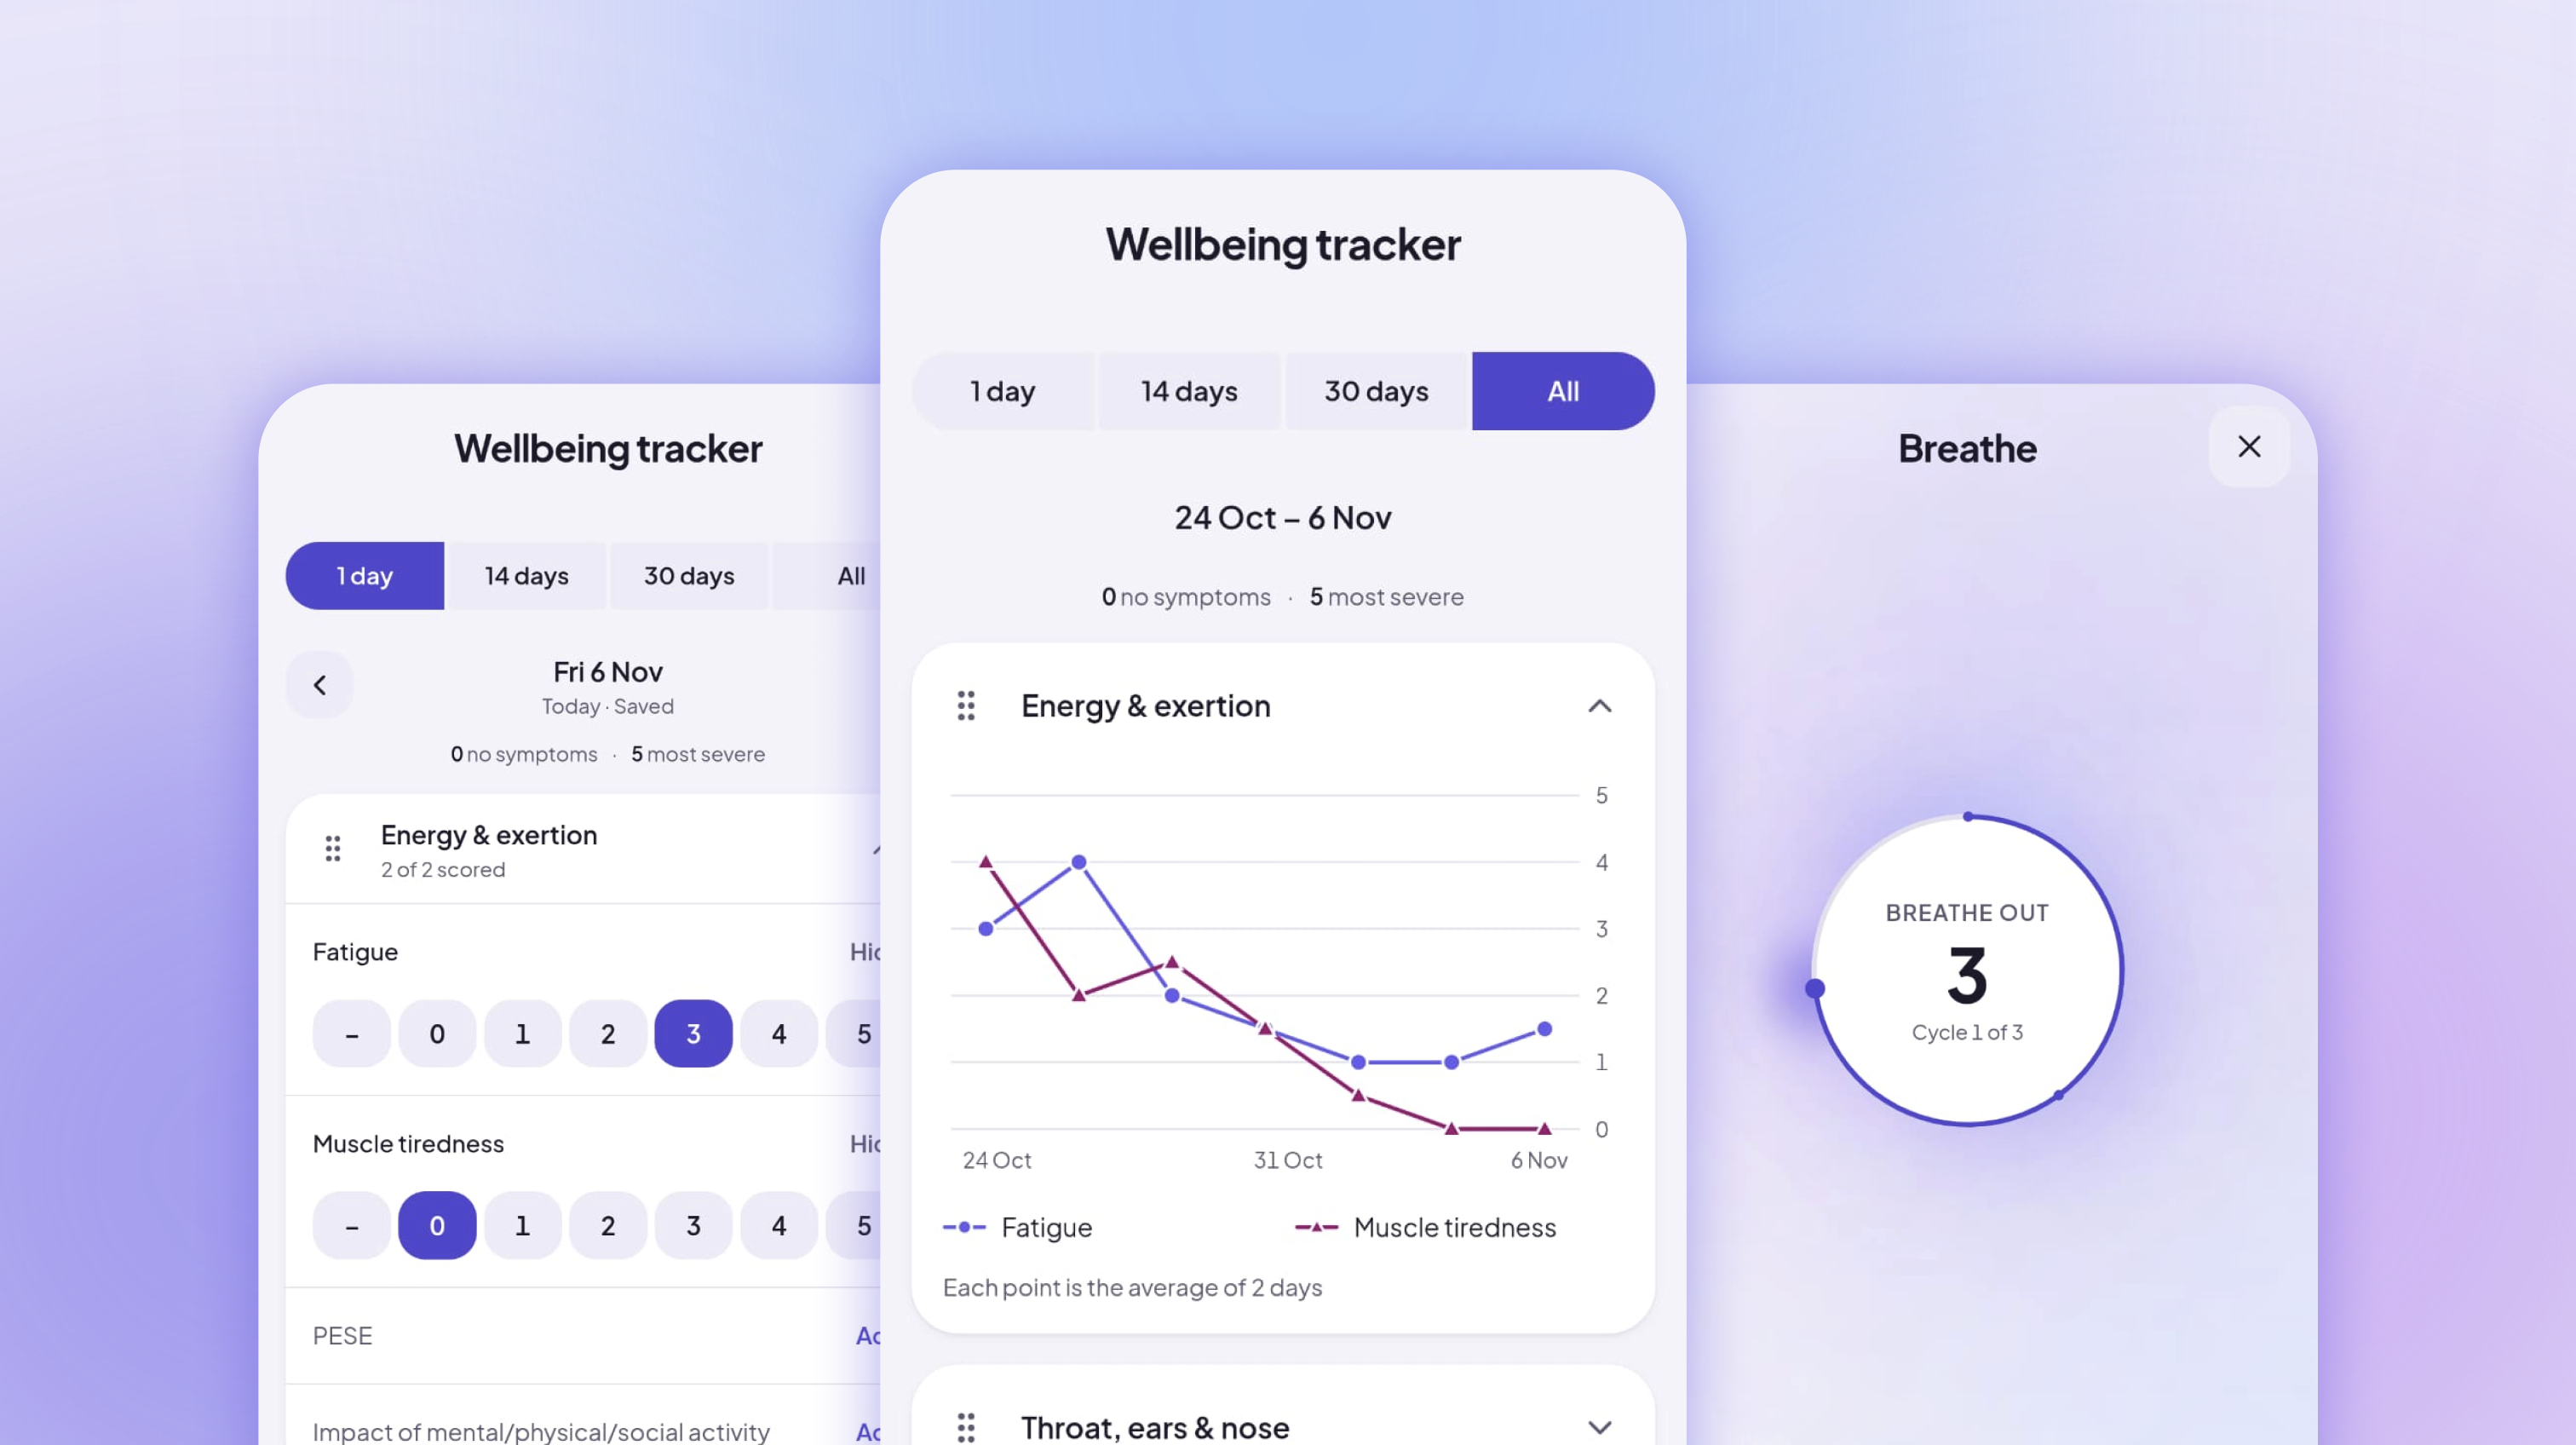 Wellbeing tracker
1 day 14 days 30 days All
Fri 6 Nov
Today · Saved
0 no symptoms · 5 most severe
Energy & exertion
2 of 2 scored
Fatigue
– 0 1 2 3 4 5
Muscle tiredness
– 0 1 2 3 4 5
PESE
Impact of mental/physical/social activity
Wellbeing tracker
1 day 14 days 30 days All
24 Oct – 6 Nov
0 no symptoms · 5 most severe
Energy & exertion
5
4
3
2
1
0
24 Oct 31 Oct 6 Nov
Fatigue Muscle tiredness
Each point is the average of 2 days
Throat, ears & nose
Breathe
BREATHE OUT
3
Cycle 1 of 3